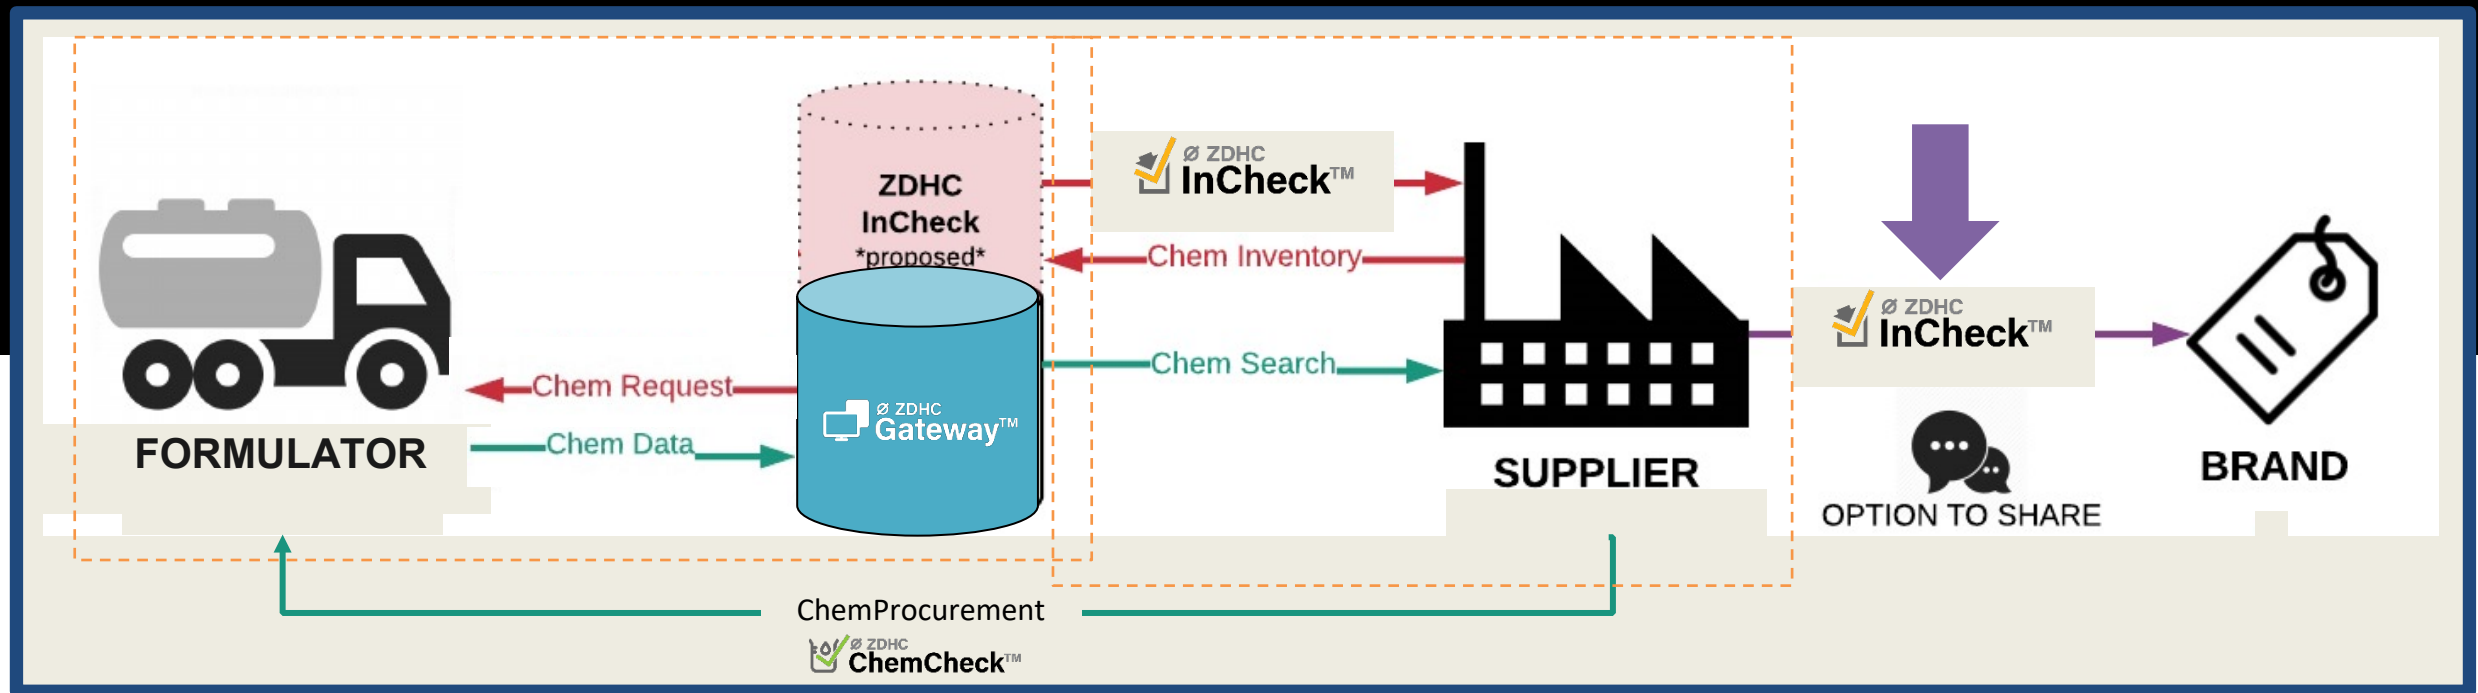 ZDHC
InCheck
*proposed*
Ø ZDHC
InCheck™
Chem Inventory
Chem Search
Chem Request
Chem Data
Ø ZDHC
Gateway™
FORMULATOR
SUPPLIER
Ø ZDHC
InCheck™
OPTION TO SHARE
BRAND
ChemProcurement
Ø ZDHC
ChemCheck™